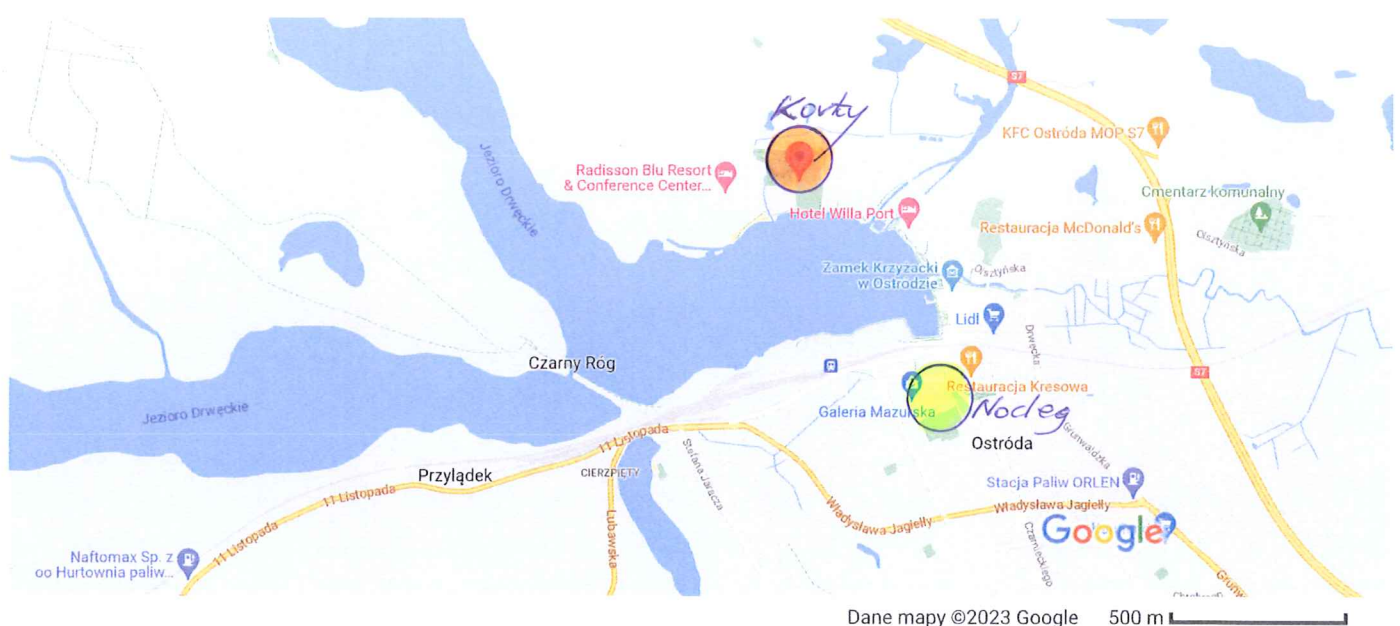 Korty
S7
KFC Ostróda MOP S7
Jezioro Drwęckie
Radisson Blu Resort
& Conference Center...
Cmentarz komunalny
Hotel Willa Port
Restauracja McDonald's
Olsztyńska
Zamek Krzyżacki
w Ostródzie
Olsztyńska
Lidl
Drwęcka
Czarny Róg
S7
Restauracja Kresowa
Galeria Mazurska
Nocleg
Jezioro Drwęckie
11 Listopada
Grunwaldzka
Ostróda
Stefana Jaracza
CIERZPIĘTY
Przylądek
Stacja Paliw ORLEN
11 Listopada
Władysława Jagiełły
Władysława Jagiełły
Lubawska
11 Listopada
Google
Czarnieckiego
Naftomax Sp. z
oo Hurtownia paliw...
Dane mapy ©2023 Google 500 m